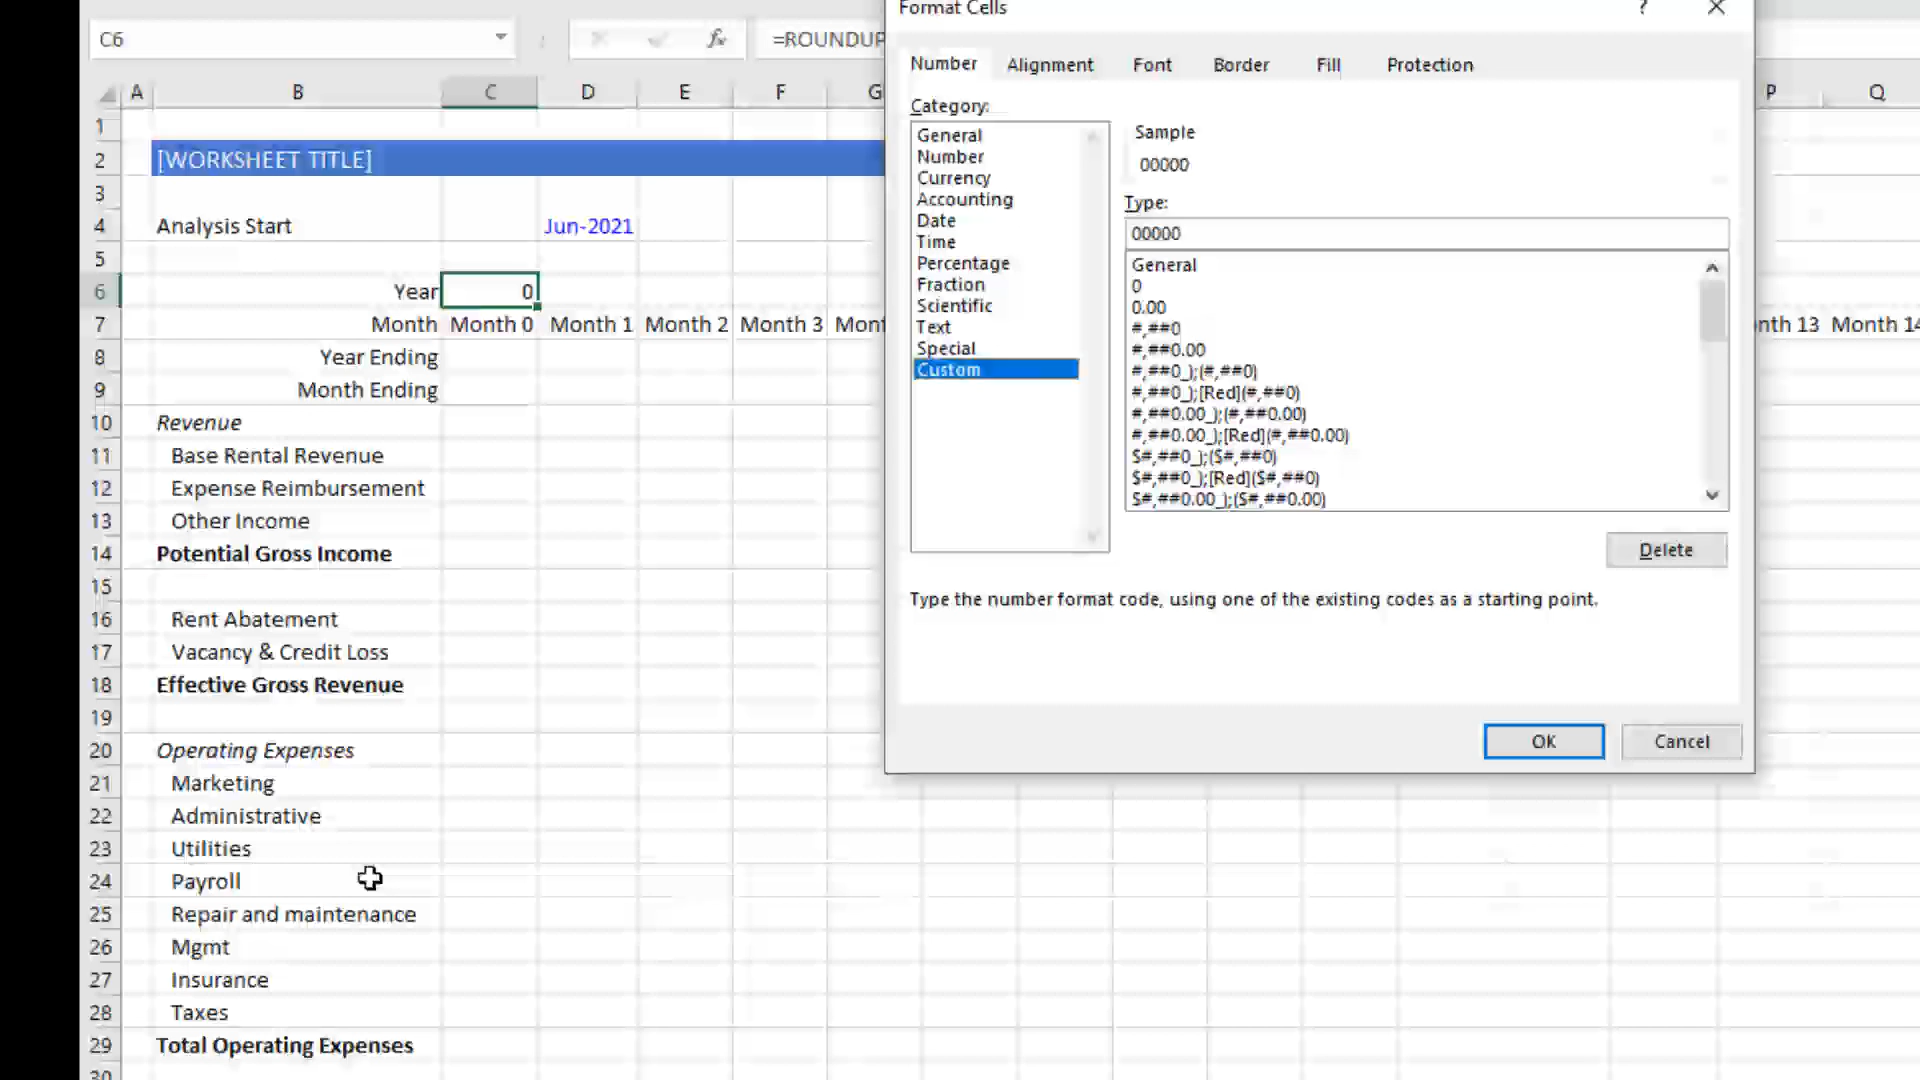 Format Cells ?
C6 fx =ROUNDUP
Number Alignment Font Border Fill Protection
A B C D E F G P Q
Category:
General
Number
Currency
Accounting
Date
Time
Percentage
Fraction
Scientific
Text
Special
Custom
Sample
00000
Type:
00000
General
0
0.00
#,##0
#,##0.00
#,##0_);(#,##0)
#,##0_);[Red](#,##0)
#,##0.00_);(#,##0.00)
#,##0.00_);[Red](#,##0.00)
$#,##0_);($#,##0)
$#,##0_);[Red]($#,##0)
$#,##0.00_);($#,##0.00)
Delete
Type the number format code, using one of the existing codes as a starting point.
OK Cancel
1
2 [WORKSHEET TITLE]
3
4 Analysis Start Jun-2021
5
6 Year 0
7 Month Month 0 Month 1 Month 2 Month 3 Mont nth 13 Month 14
8 Year Ending
9 Month Ending
10 Revenue
11 Base Rental Revenue
12 Expense Reimbursement
13 Other Income
14 Potential Gross Income
15
16 Rent Abatement
17 Vacancy & Credit Loss
18 Effective Gross Revenue
19
20 Operating Expenses
21 Marketing
22 Administrative
23 Utilities
24 Payroll
25 Repair and maintenance
26 Mgmt
27 Insurance
28 Taxes
29 Total Operating Expenses
30